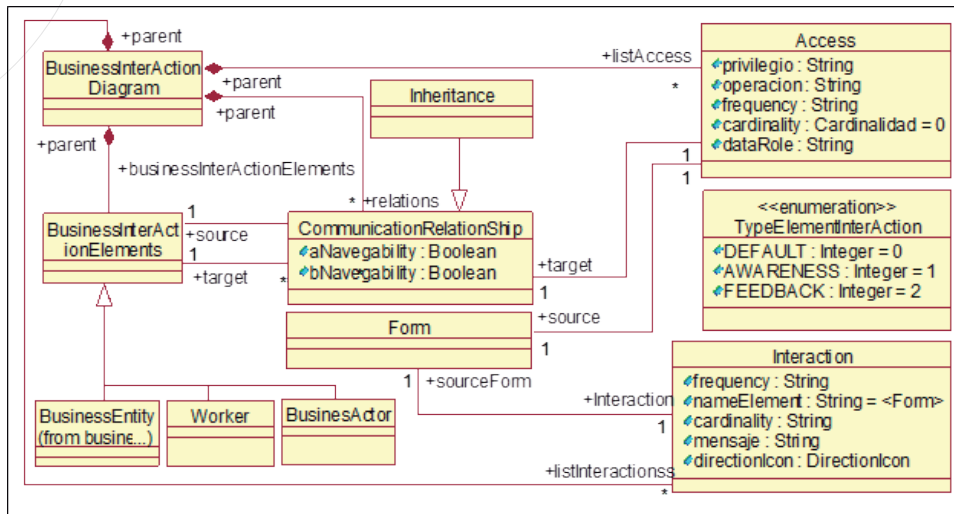 +parent
BusinessInterAction
Diagram
+parent
+parent
+parent
+listAccess
*
Access
privilegio : String
operacion : String
frequency : String
cardinality : Cardinalidad = 0
dataRole : String
Inheritance
+businessInterActionElements
* +relations
1
1
BusinessInterActi
onElements
1
+source
1
+target
*
CommunicationRelationShip
aNavegability : Boolean
bNavegability : Boolean
*
+target
1
<<enumeration>>
TypeElementInterAction
DEFAULT : Integer = 0
AWARENESS : Integer = 1
FEEDBACK : Integer = 2
Form
+source
1
1 +sourceForm
+Interaction
1
Interaction
frequency : String
nameElement : String = <Form>
cardinality : String
mensaje : String
directionIcon : DirectionIcon
BusinessEntity
(from busine...)
Worker
BusinesActor
+listInteractionss
*